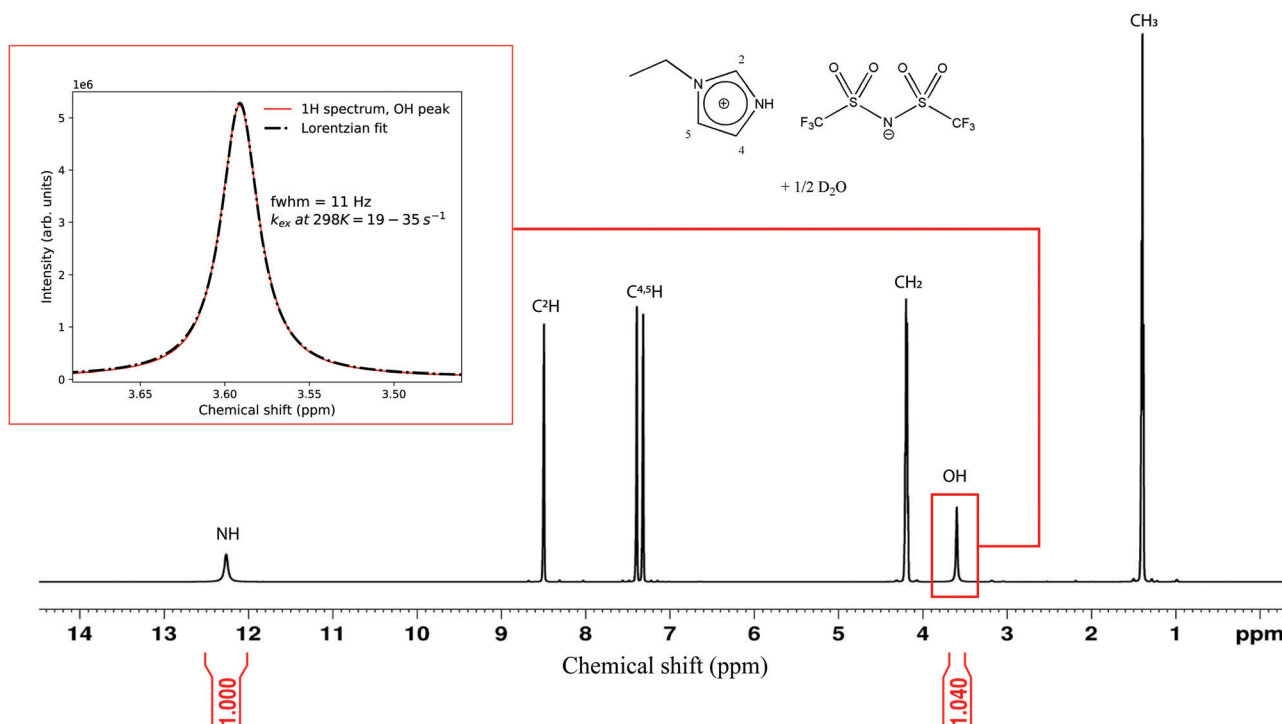 CH₃
1e6
1H spectrum, OH peak
Lorentzian fit
fwhm = 11 Hz
k_ex at 298K = 19 − 35 s⁻¹
Intensity (arb. units)
5
4
3
2
1
0
3.65 3.60 3.55 3.50
Chemical shift (ppm)
N
2
NH
⊕
5
4
O O O O
S S
F₃C N CF₃
⊖
+ 1/2 D₂O
C²H
C⁴,⁵H
CH₂
OH
NH
14 13 12 11 10 9 8 7 6 5 4 3 2 1 ppm
Chemical shift (ppm)
1.000
1.040